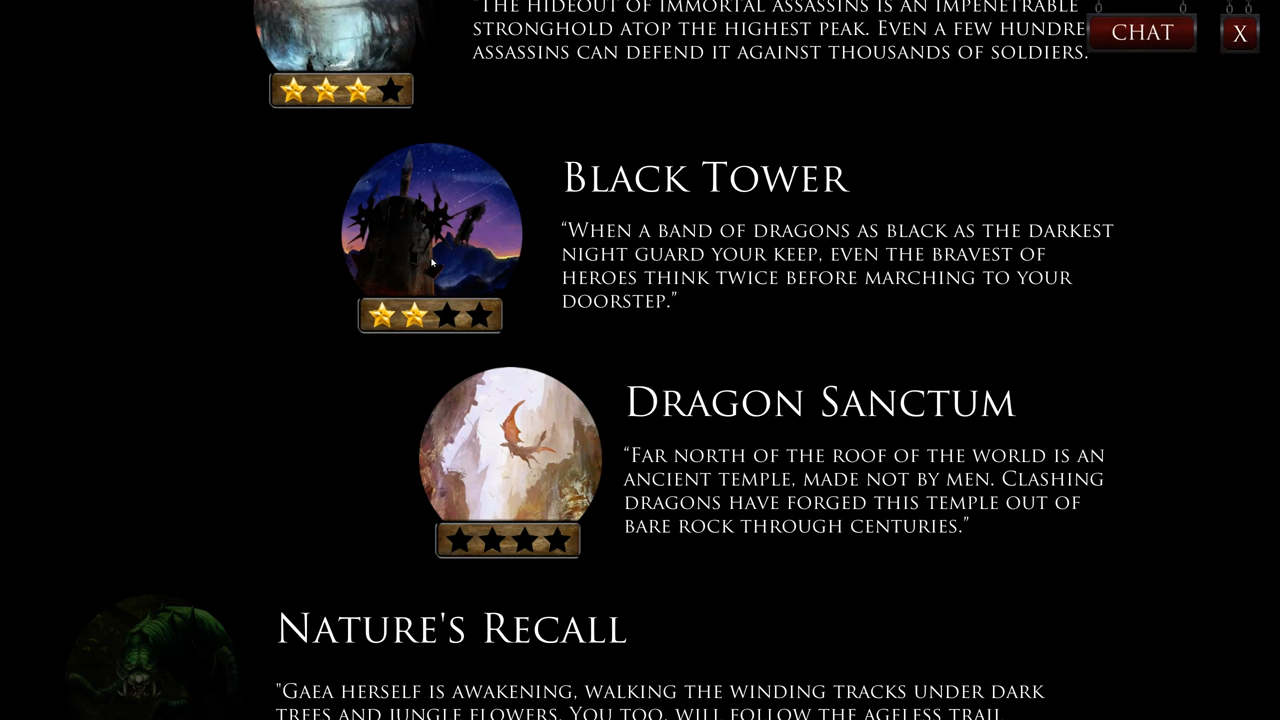 "The hideout of immortal assassins is an impenetrable
stronghold atop the highest peak. Even a few hundre
assassins can defend it against thousands of soldiers.
CHAT
X
Black Tower
“When a band of dragons as black as the darkest
night guard your keep, even the bravest of
heroes think twice before marching to your
doorstep.”
Dragon Sanctum
“Far north of the roof of the world is an
ancient temple, made not by men. Clashing
dragons have forged this temple out of
bare rock through centuries.”
Nature's Recall
"Gaea herself is awakening, walking the winding tracks under dark
trees and jungle flowers. You too, will follow the ageless trail